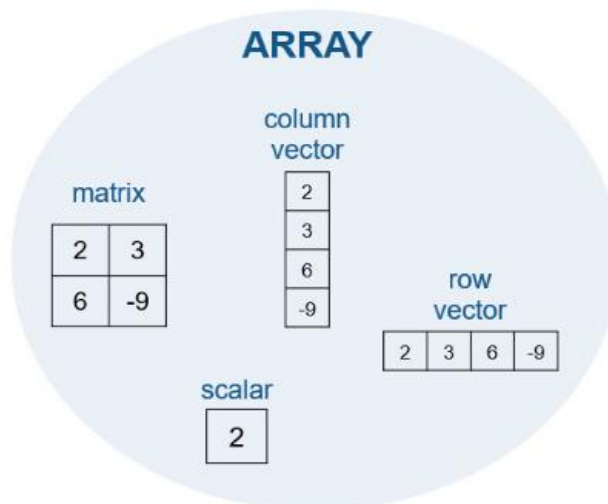 ARRAY
column
vector
2
3
6
-9
matrix
2 3
6 -9
row
vector
2 3 6 -9
scalar
2